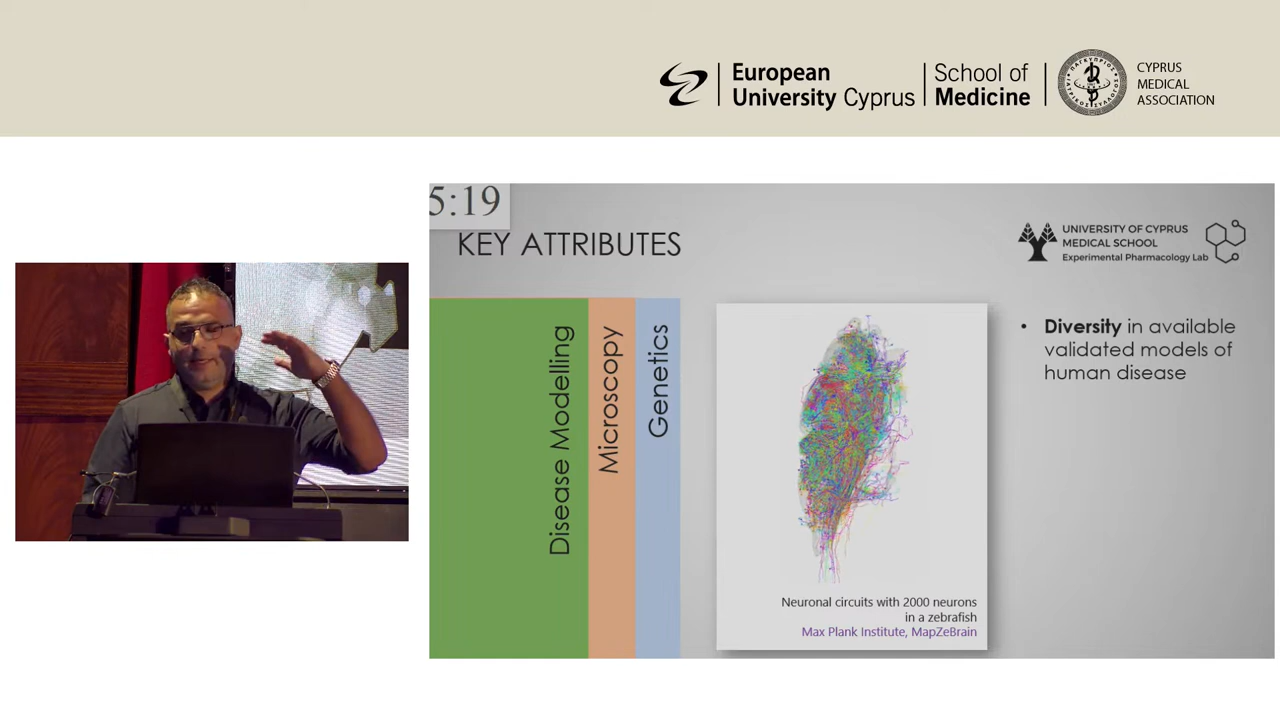 European
University Cyprus
School of
Medicine
CYPRUS
MEDICAL
ASSOCIATION
5:19
KEY ATTRIBUTES
UNIVERSITY OF CYPRUS
MEDICAL SCHOOL
Experimental Pharmacology Lab
Disease Modelling
Microscopy
Genetics
• Diversity in available
validated models of
human disease
Neuronal circuits with 2000 neurons
in a zebrafish
Max Plank Institute, MapZeBrain